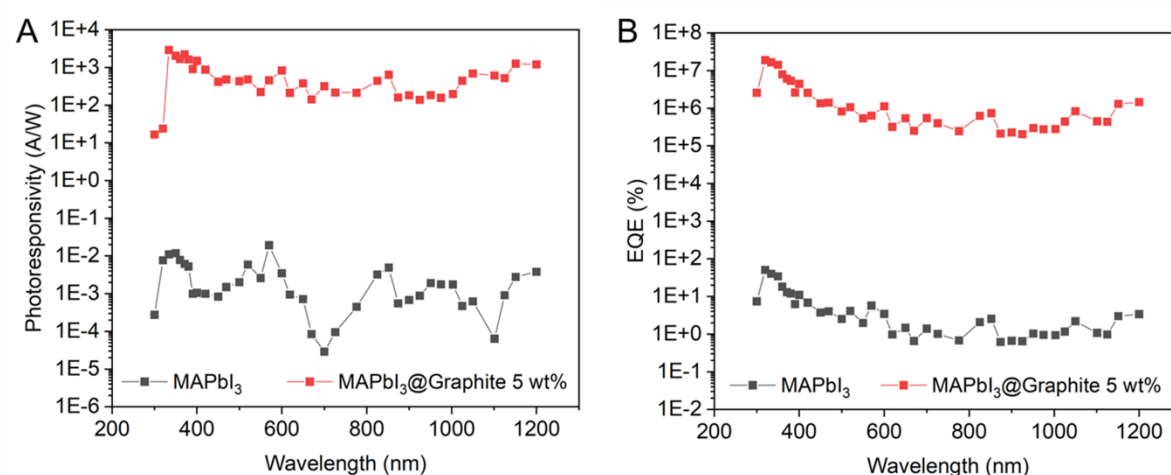 A
Photoresponsivity (A/W)
1E+4
1E+3
1E+2
1E+1
1E+0
1E-1
1E-2
1E-3
1E-4
1E-5
1E-6
MAPbI₃
MAPbI₃@Graphite 5 wt%
200 400 600 800 1000 1200
Wavelength (nm)
B
EQE (%)
1E+8
1E+7
1E+6
1E+5
1E+4
1E+3
1E+2
1E+1
1E+0
1E-1
1E-2
MAPbI₃
MAPbI₃@Graphite 5 wt%
200 400 600 800 1000 1200
Wavelength (nm)